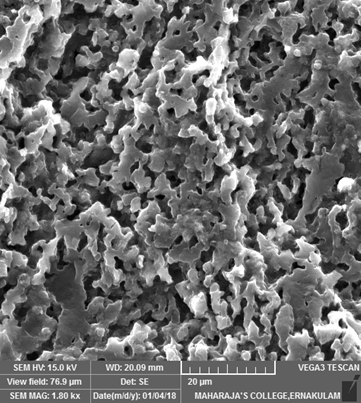 SEM HV: 15.0 kV WD: 20.09 mm VEGA3 TESCAN
View field: 76.9 µm Det: SE 20 µm
SEM MAG: 1.80 kx Date(m/d/y): 01/04/18 MAHARAJA'S COLLEGE,ERNAKULAM